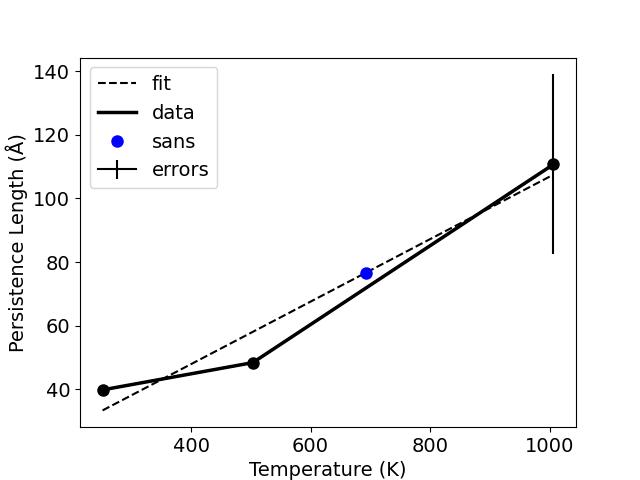 140
120
100
80
60
40
Persistence Length (Å)
fit
data
sans
errors
400
600
800
1000
Temperature (K)